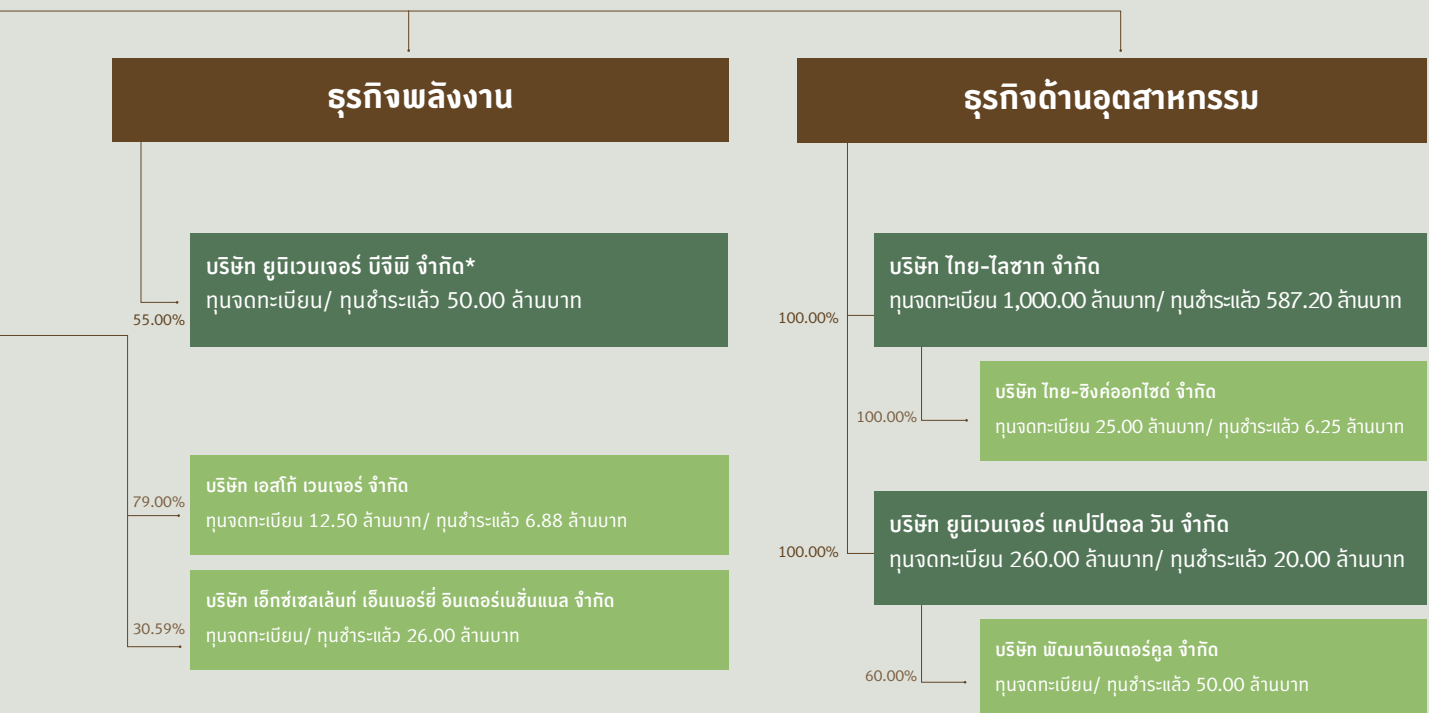 ธุรกิจพลังงาน
บริษัท ยูนิเวนเจอร์ บีจีพี จำกัด*
ทุนจดทะเบียน/ ทุนชำระแล้ว 50.00 ล้านบาท
55.00%
บริษัท เอสโก้ เวนเจอร์ จำกัด
79.00%
ทุนจดทะเบียน 12.50 ล้านบาท/ ทุนชำระแล้ว 6.88 ล้านบาท
บริษัท เอ็กซ์เซลเล้นท์ เอ็นเนอร์ยี่ อินเตอร์เนชั่นแนล จำกัด
30.59%
ทุนจดทะเบียน/ ทุนชำระแล้ว 26.00 ล้านบาท
ธุรกิจด้านอุตสาหกรรม
บริษัท ไทย-ไลซาท จำกัด
ทุนจดทะเบียน 1,000.00 ล้านบาท/ ทุนชำระแล้ว 587.20 ล้านบาท
100.00%
บริษัท ไทย-ซิงค์ออกไซด์ จำกัด
100.00%
ทุนจดทะเบียน 25.00 ล้านบาท/ ทุนชำระแล้ว 6.25 ล้านบาท
บริษัท ยูนิเวนเจอร์ แคปปิตอล วัน จำกัด
100.00%
ทุนจดทะเบียน 260.00 ล้านบาท/ ทุนชำระแล้ว 20.00 ล้านบาท
บริษัท พัฒนาอินเตอร์คูล จำกัด
60.00%
ทุนจดทะเบียน/ ทุนชำระแล้ว 50.00 ล้านบาท